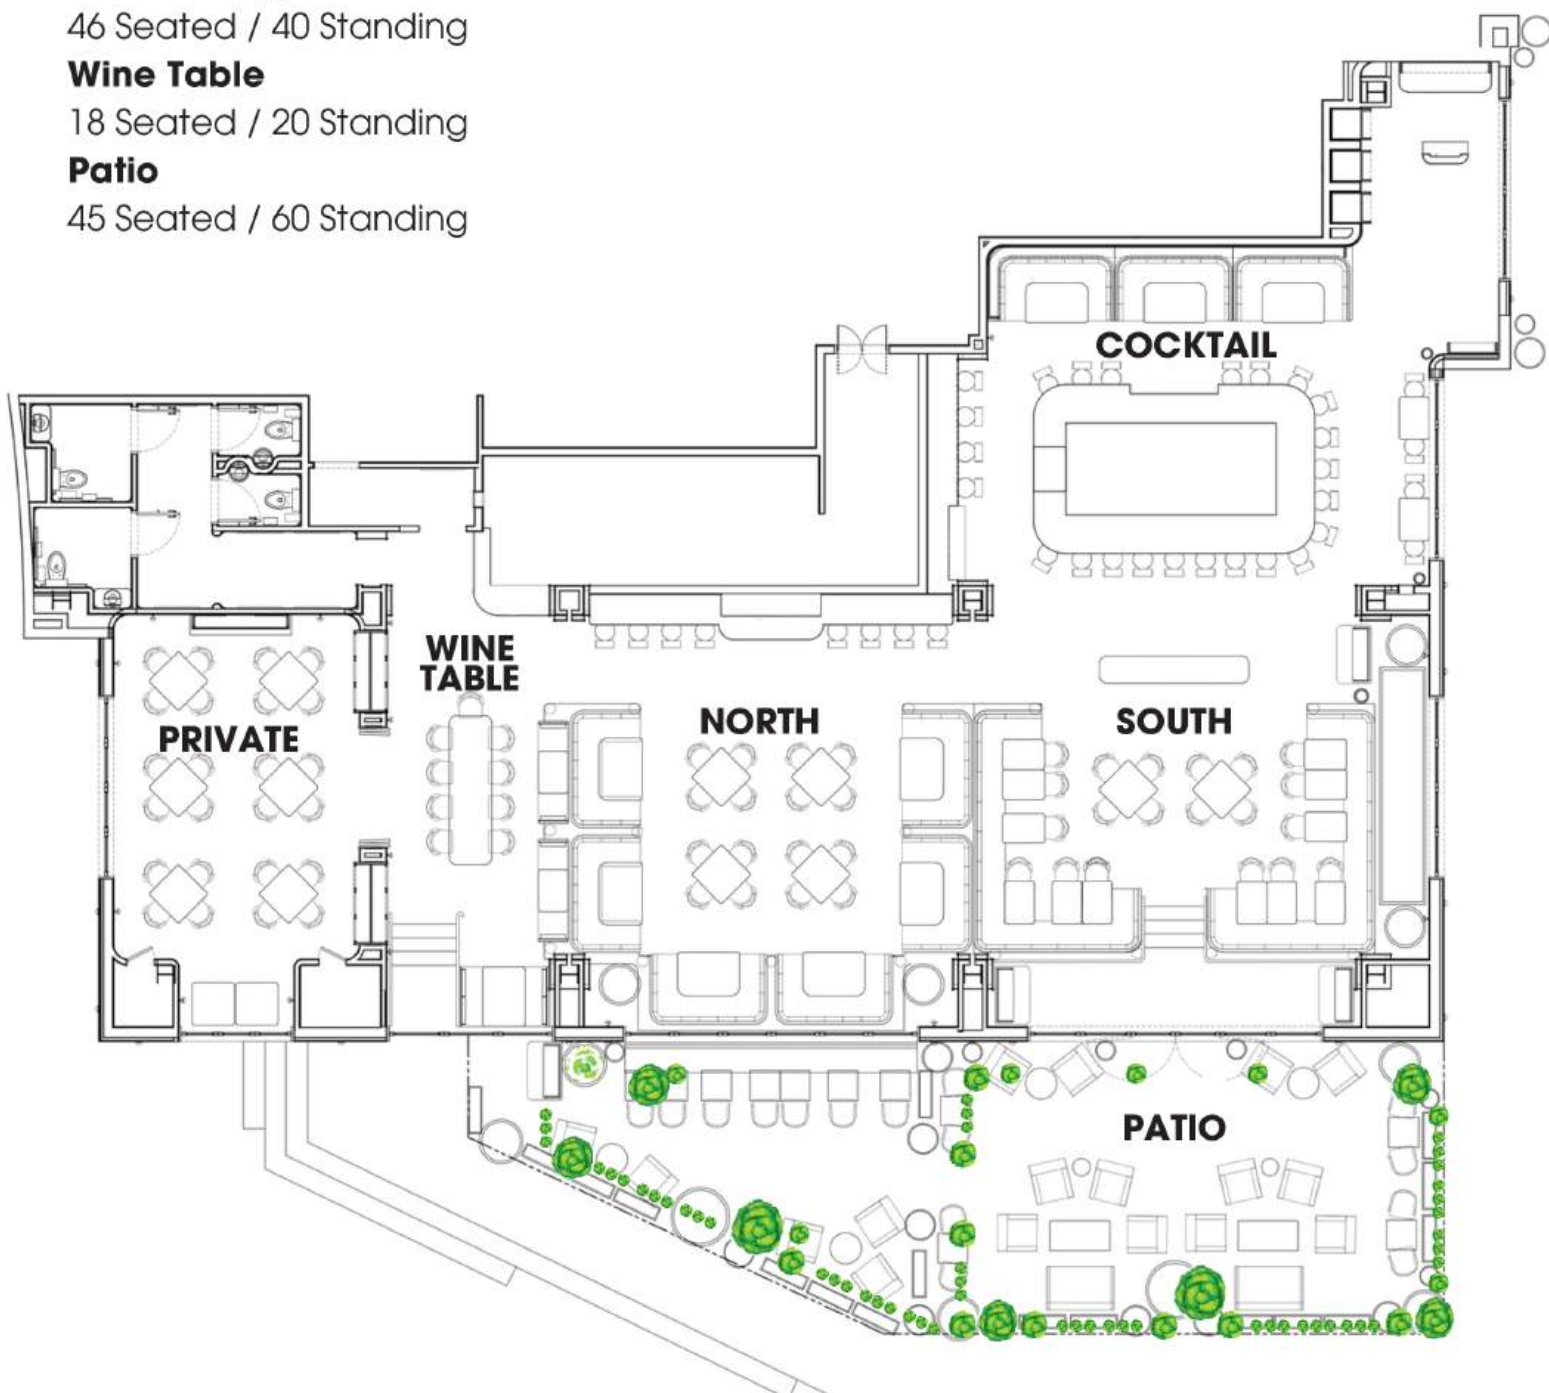 46 Seated / 40 Standing
Wine Table
18 Seated / 20 Standing
Patio
45 Seated / 60 Standing
COCKTAIL
WINE
TABLE
PRIVATE
NORTH
SOUTH
PATIO